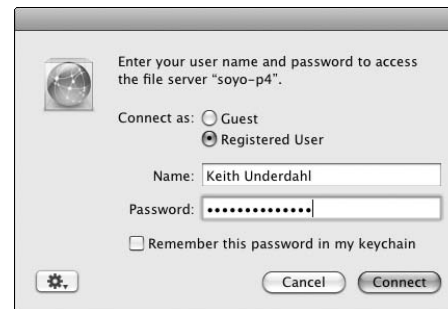 Enter your user name and password to access
the file server “soyo-p4”.
Connect as: Guest
Registered User
Name: Keith Underdahl
Password: ••••••••••••••
Remember this password in my keychain
Cancel Connect